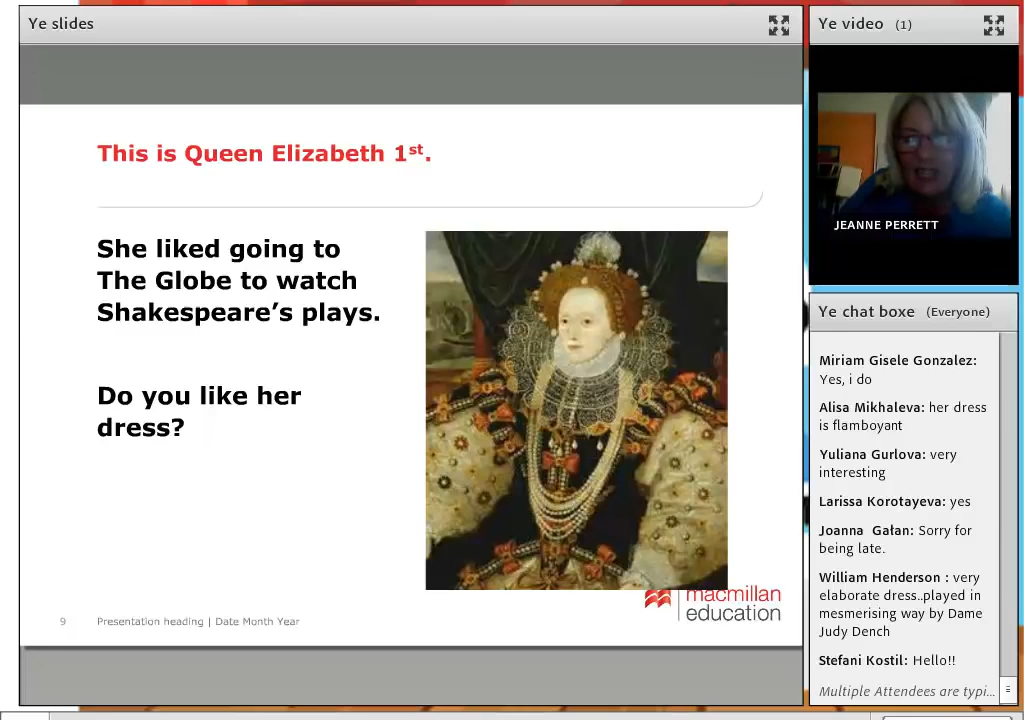 Ye slides
This is Queen Elizabeth 1st.
She liked going to
The Globe to watch
Shakespeare's plays.
Do you like her
dress?
macmillan
education
9 Presentation heading | Date Month Year
Ye video (1)
JEANNE PERRETT
Ye chat boxe (Everyone)
Miriam Gisele Gonzalez:
Yes, i do
Alisa Mikhaleva: her dress
is flamboyant
Yuliana Gurlova: very
interesting
Larissa Korotayeva: yes
Joanna Gałan: Sorry for
being late.
William Henderson : very
elaborate dress..played in
mesmerising way by Dame
Judy Dench
Stefani Kostil: Hello!!
Multiple Attendees are typi...